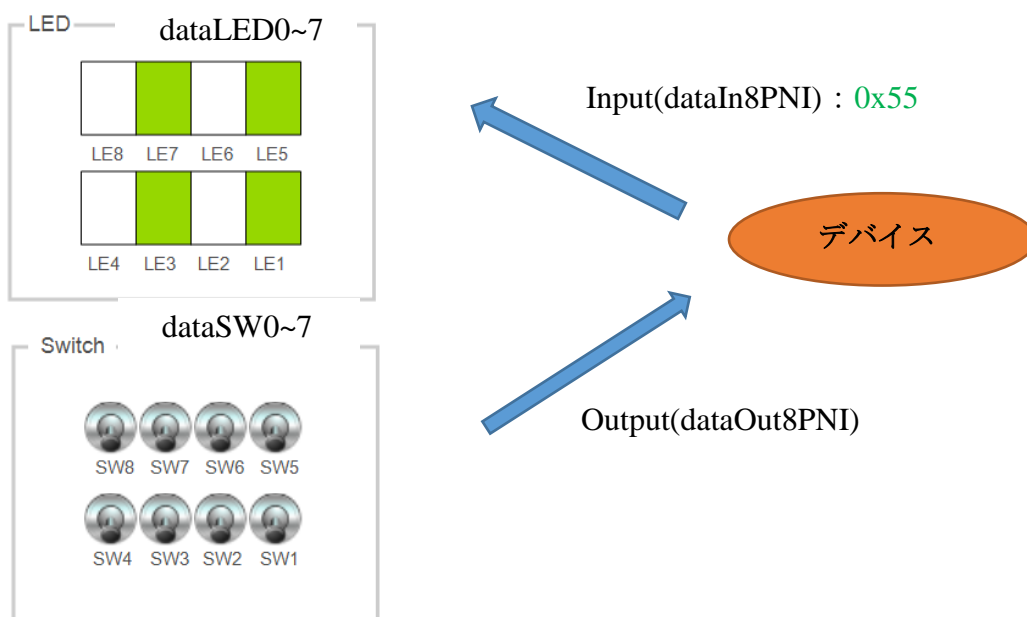 LED
dataLED0~7
LE8 LE7 LE6 LE5
LE4 LE3 LE2 LE1
Input(dataIn8PNI)：0x55
デバイス
Output(dataOut8PNI)
dataSW0~7
Switch
SW8 SW7 SW6 SW5
SW4 SW3 SW2 SW1